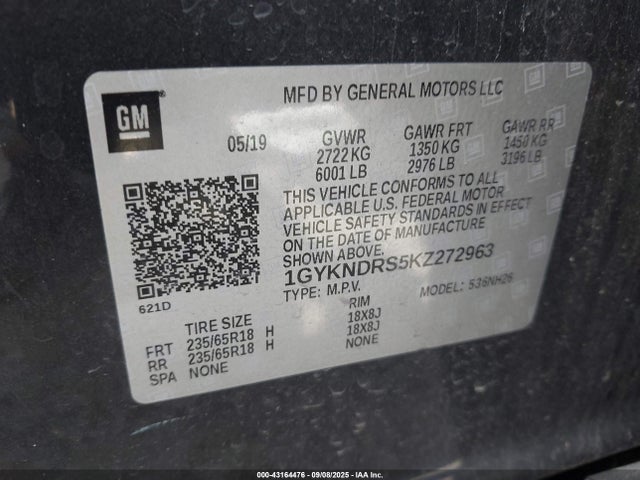 GM
MFD BY GENERAL MOTORS LLC
05/19
GVWR GAWR FRT GAWR RR
2722 KG 1350 KG 1450 KG
6001 LB 2976 LB 3196 LB
THIS VEHICLE CONFORMS TO ALL
APPLICABLE U.S. FEDERAL MOTOR
VEHICLE SAFETY STANDARDS IN EFFECT
ON THE DATE OF MANUFACTURE
SHOWN ABOVE.
1GYKNDRS5KZ272963
TYPE: M.P.V. MODEL: 536NH26
621D
TIRE SIZE RIM
FRT 235/65R18 H 18X8J
RR 235/65R18 H 18X8J
SPA NONE NONE
000-43164476 - 09/08/2025 - IAA Inc.